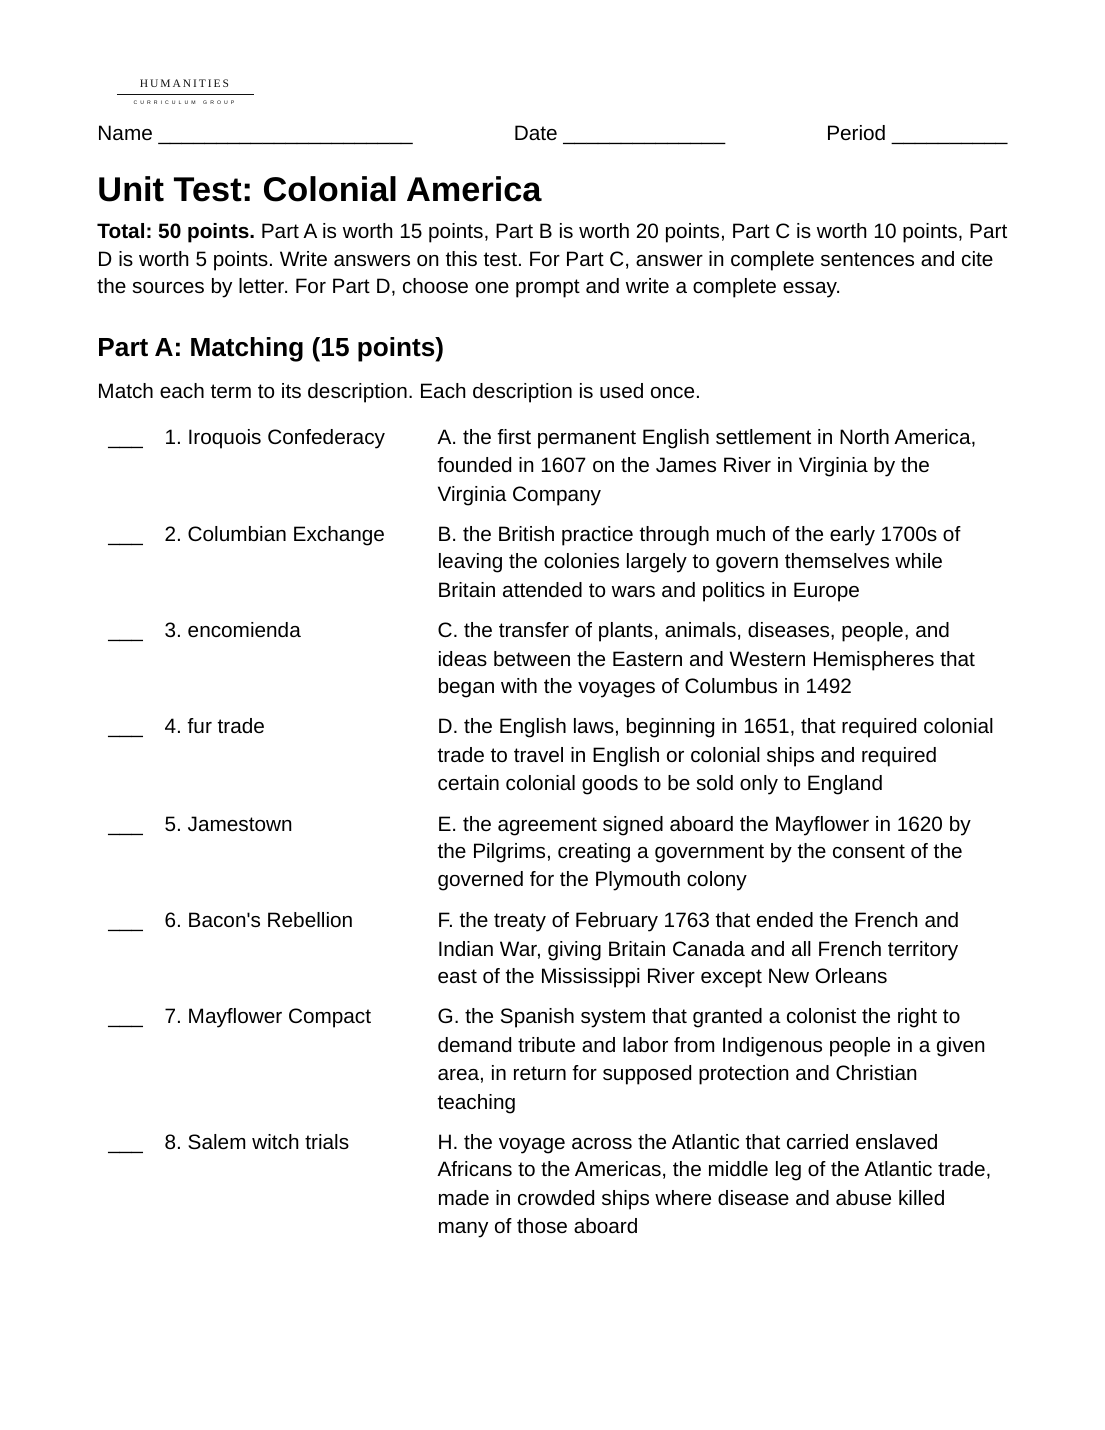 HUMANITIES
CURRICULUM GROUP
Name ______________________ Date ______________ Period __________
Unit Test: Colonial America
Total: 50 points. Part A is worth 15 points, Part B is worth 20 points, Part C is worth 10 points, Part
D is worth 5 points. Write answers on this test. For Part C, answer in complete sentences and cite
the sources by letter. For Part D, choose one prompt and write a complete essay.
Part A: Matching (15 points)
Match each term to its description. Each description is used once.
___ 1. Iroquois Confederacy
A. the first permanent English settlement in North America,
founded in 1607 on the James River in Virginia by the
Virginia Company
___ 2. Columbian Exchange
B. the British practice through much of the early 1700s of
leaving the colonies largely to govern themselves while
Britain attended to wars and politics in Europe
___ 3. encomienda
C. the transfer of plants, animals, diseases, people, and
ideas between the Eastern and Western Hemispheres that
began with the voyages of Columbus in 1492
___ 4. fur trade
D. the English laws, beginning in 1651, that required colonial
trade to travel in English or colonial ships and required
certain colonial goods to be sold only to England
___ 5. Jamestown
E. the agreement signed aboard the Mayflower in 1620 by
the Pilgrims, creating a government by the consent of the
governed for the Plymouth colony
___ 6. Bacon's Rebellion
F. the treaty of February 1763 that ended the French and
Indian War, giving Britain Canada and all French territory
east of the Mississippi River except New Orleans
___ 7. Mayflower Compact
G. the Spanish system that granted a colonist the right to
demand tribute and labor from Indigenous people in a given
area, in return for supposed protection and Christian
teaching
___ 8. Salem witch trials
H. the voyage across the Atlantic that carried enslaved
Africans to the Americas, the middle leg of the Atlantic trade,
made in crowded ships where disease and abuse killed
many of those aboard